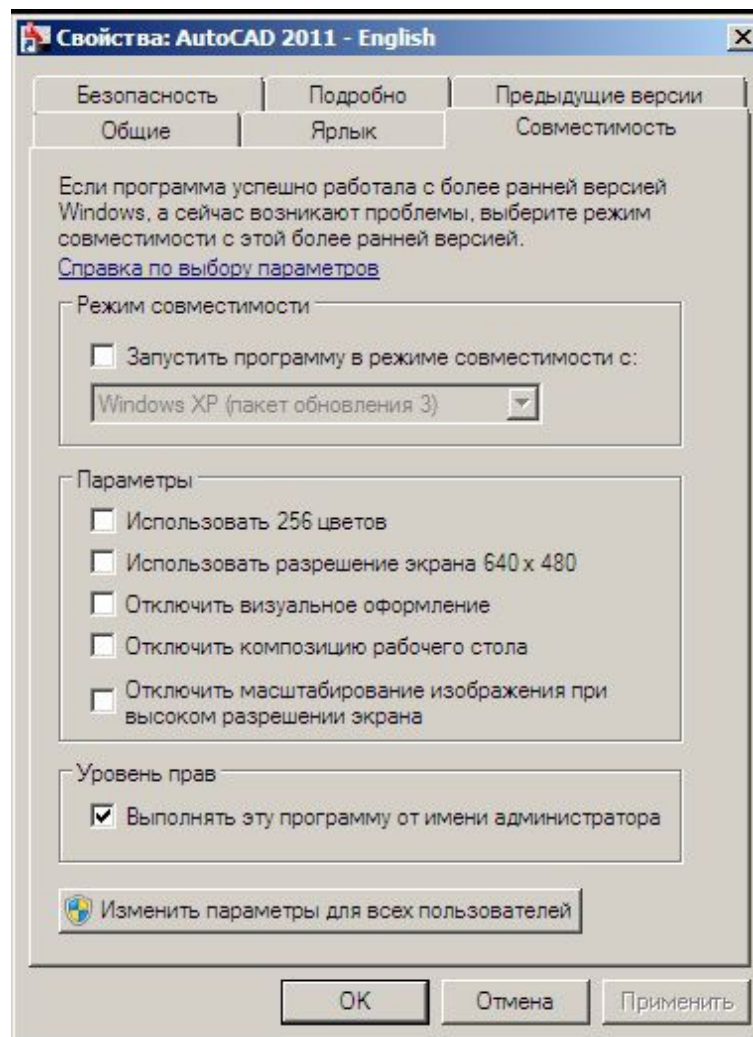 Свойства: AutoCAD 2011 - English
Безопасность Подробно Предыдущие версии
Общие Ярлык Совместимость
Если программа успешно работала с более ранней версией
Windows, а сейчас возникают проблемы, выберите режим
совместимости с этой более ранней версией.
Справка по выбору параметров
Режим совместимости
Запустить программу в режиме совместимости с:
Windows XP (пакет обновления 3)
Параметры
Использовать 256 цветов
Использовать разрешение экрана 640 x 480
Отключить визуальное оформление
Отключить композицию рабочего стола
Отключить масштабирование изображения при
высоком разрешении экрана
Уровень прав
Выполнять эту программу от имени администратора
Изменить параметры для всех пользователей
OK Отмена Применить